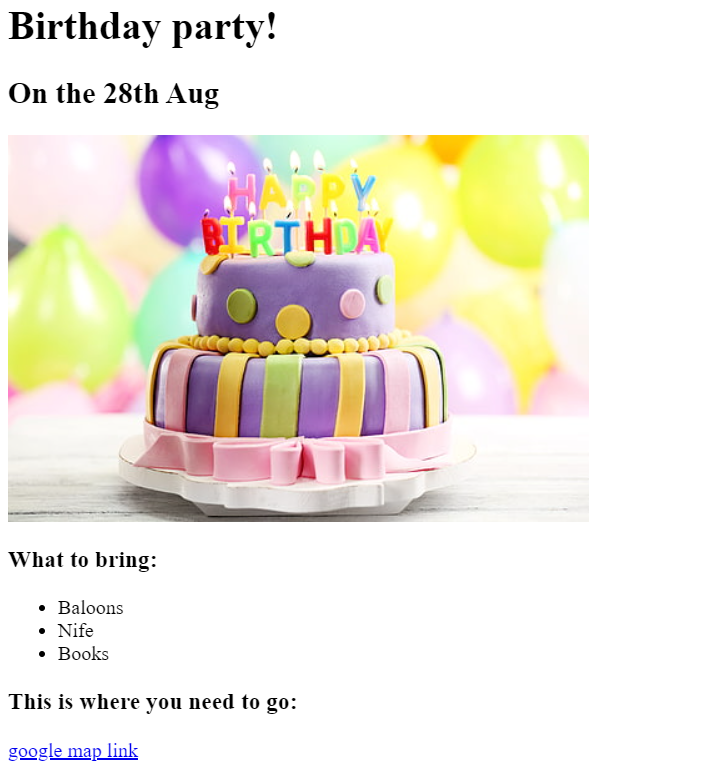 Birthday party!
On the 28th Aug
HAPPY
BIRTHDAY
What to bring:
Baloons
Nife
Books
This is where you need to go:
google map link